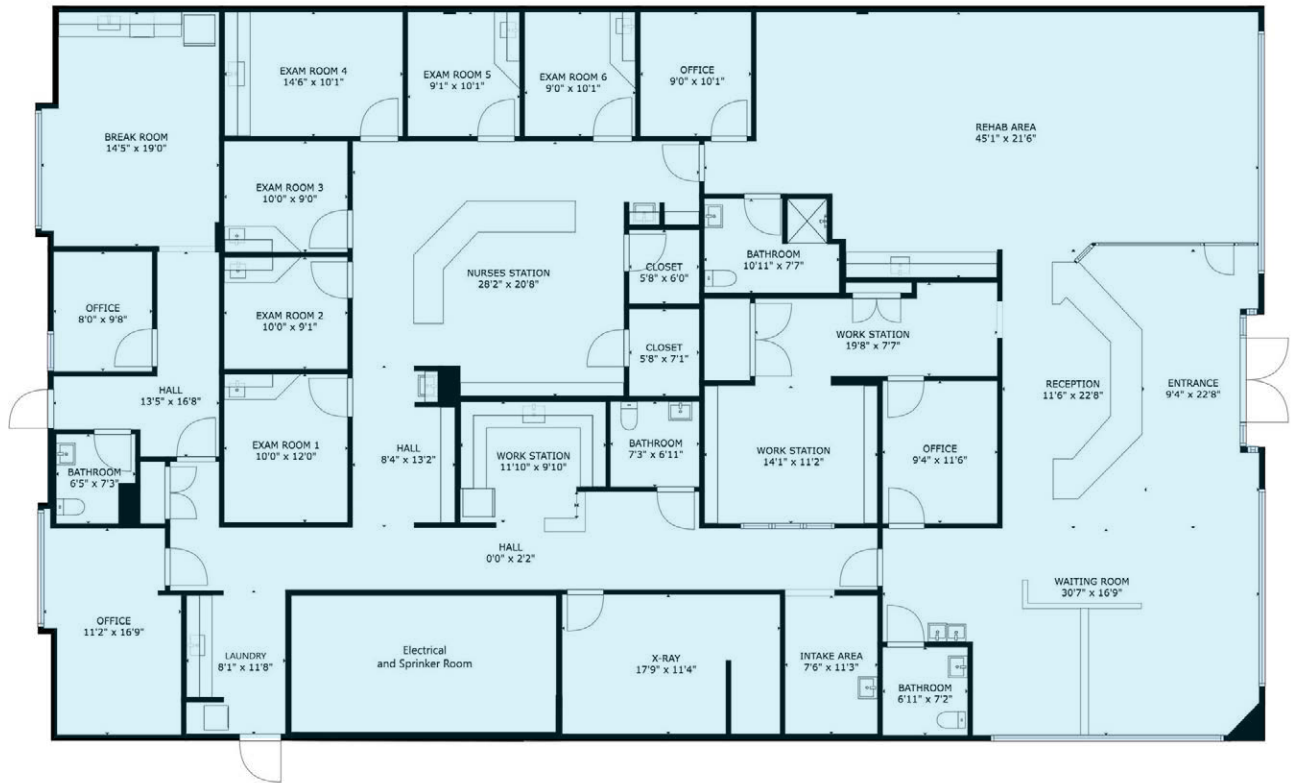 EXAM ROOM 4
14'6" x 10'1"
EXAM ROOM 5
9'1" x 10'1"
EXAM ROOM 6
9'0" x 10'1"
OFFICE
9'0" x 10'1"
BREAK ROOM
14'5" x 19'0"
REHAB AREA
45'1" x 21'6"
EXAM ROOM 3
10'0" x 9'0"
NURSES STATION
28'2" x 20'8"
CLOSET
5'8" x 6'0"
BATHROOM
10'11" x 7'7"
OFFICE
8'0" x 9'8"
EXAM ROOM 2
10'0" x 9'1"
CLOSET
5'8" x 7'1"
WORK STATION
19'8" x 7'7"
HALL
13'5" x 16'8"
RECEPTION
11'6" x 22'8"
ENTRANCE
9'4" x 22'8"
EXAM ROOM 1
10'0" x 12'0"
HALL
8'4" x 13'2"
WORK STATION
11'10" x 9'10"
BATHROOM
7'3" x 6'11"
WORK STATION
14'1" x 11'2"
OFFICE
9'4" x 11'6"
BATHROOM
6'5" x 7'3"
HALL
0'0" x 2'2"
WAITING ROOM
30'7" x 16'9"
OFFICE
11'2" x 16'9"
LAUNDRY
8'1" x 11'8"
Electrical
and Sprinker Room
X-RAY
17'9" x 11'4"
INTAKE AREA
7'6" x 11'3"
BATHROOM
6'11" x 7'2"